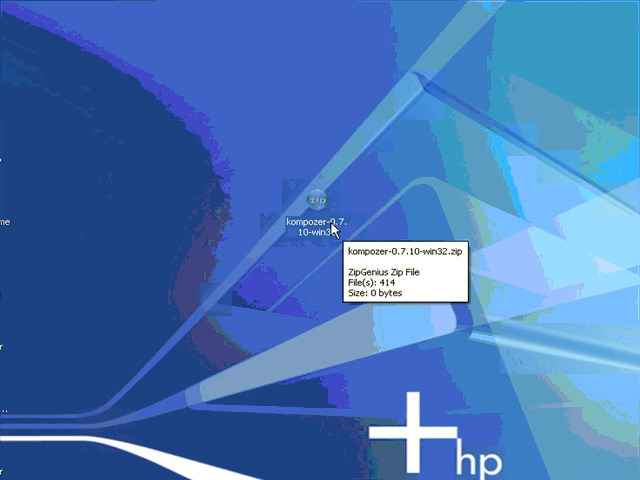 zip
kompozer-0.7.
10-win3
kompozer-0.7.10-win32.zip
ZipGenius Zip File
File(s): 414
Size: 0 bytes
me
r
..
r
hp